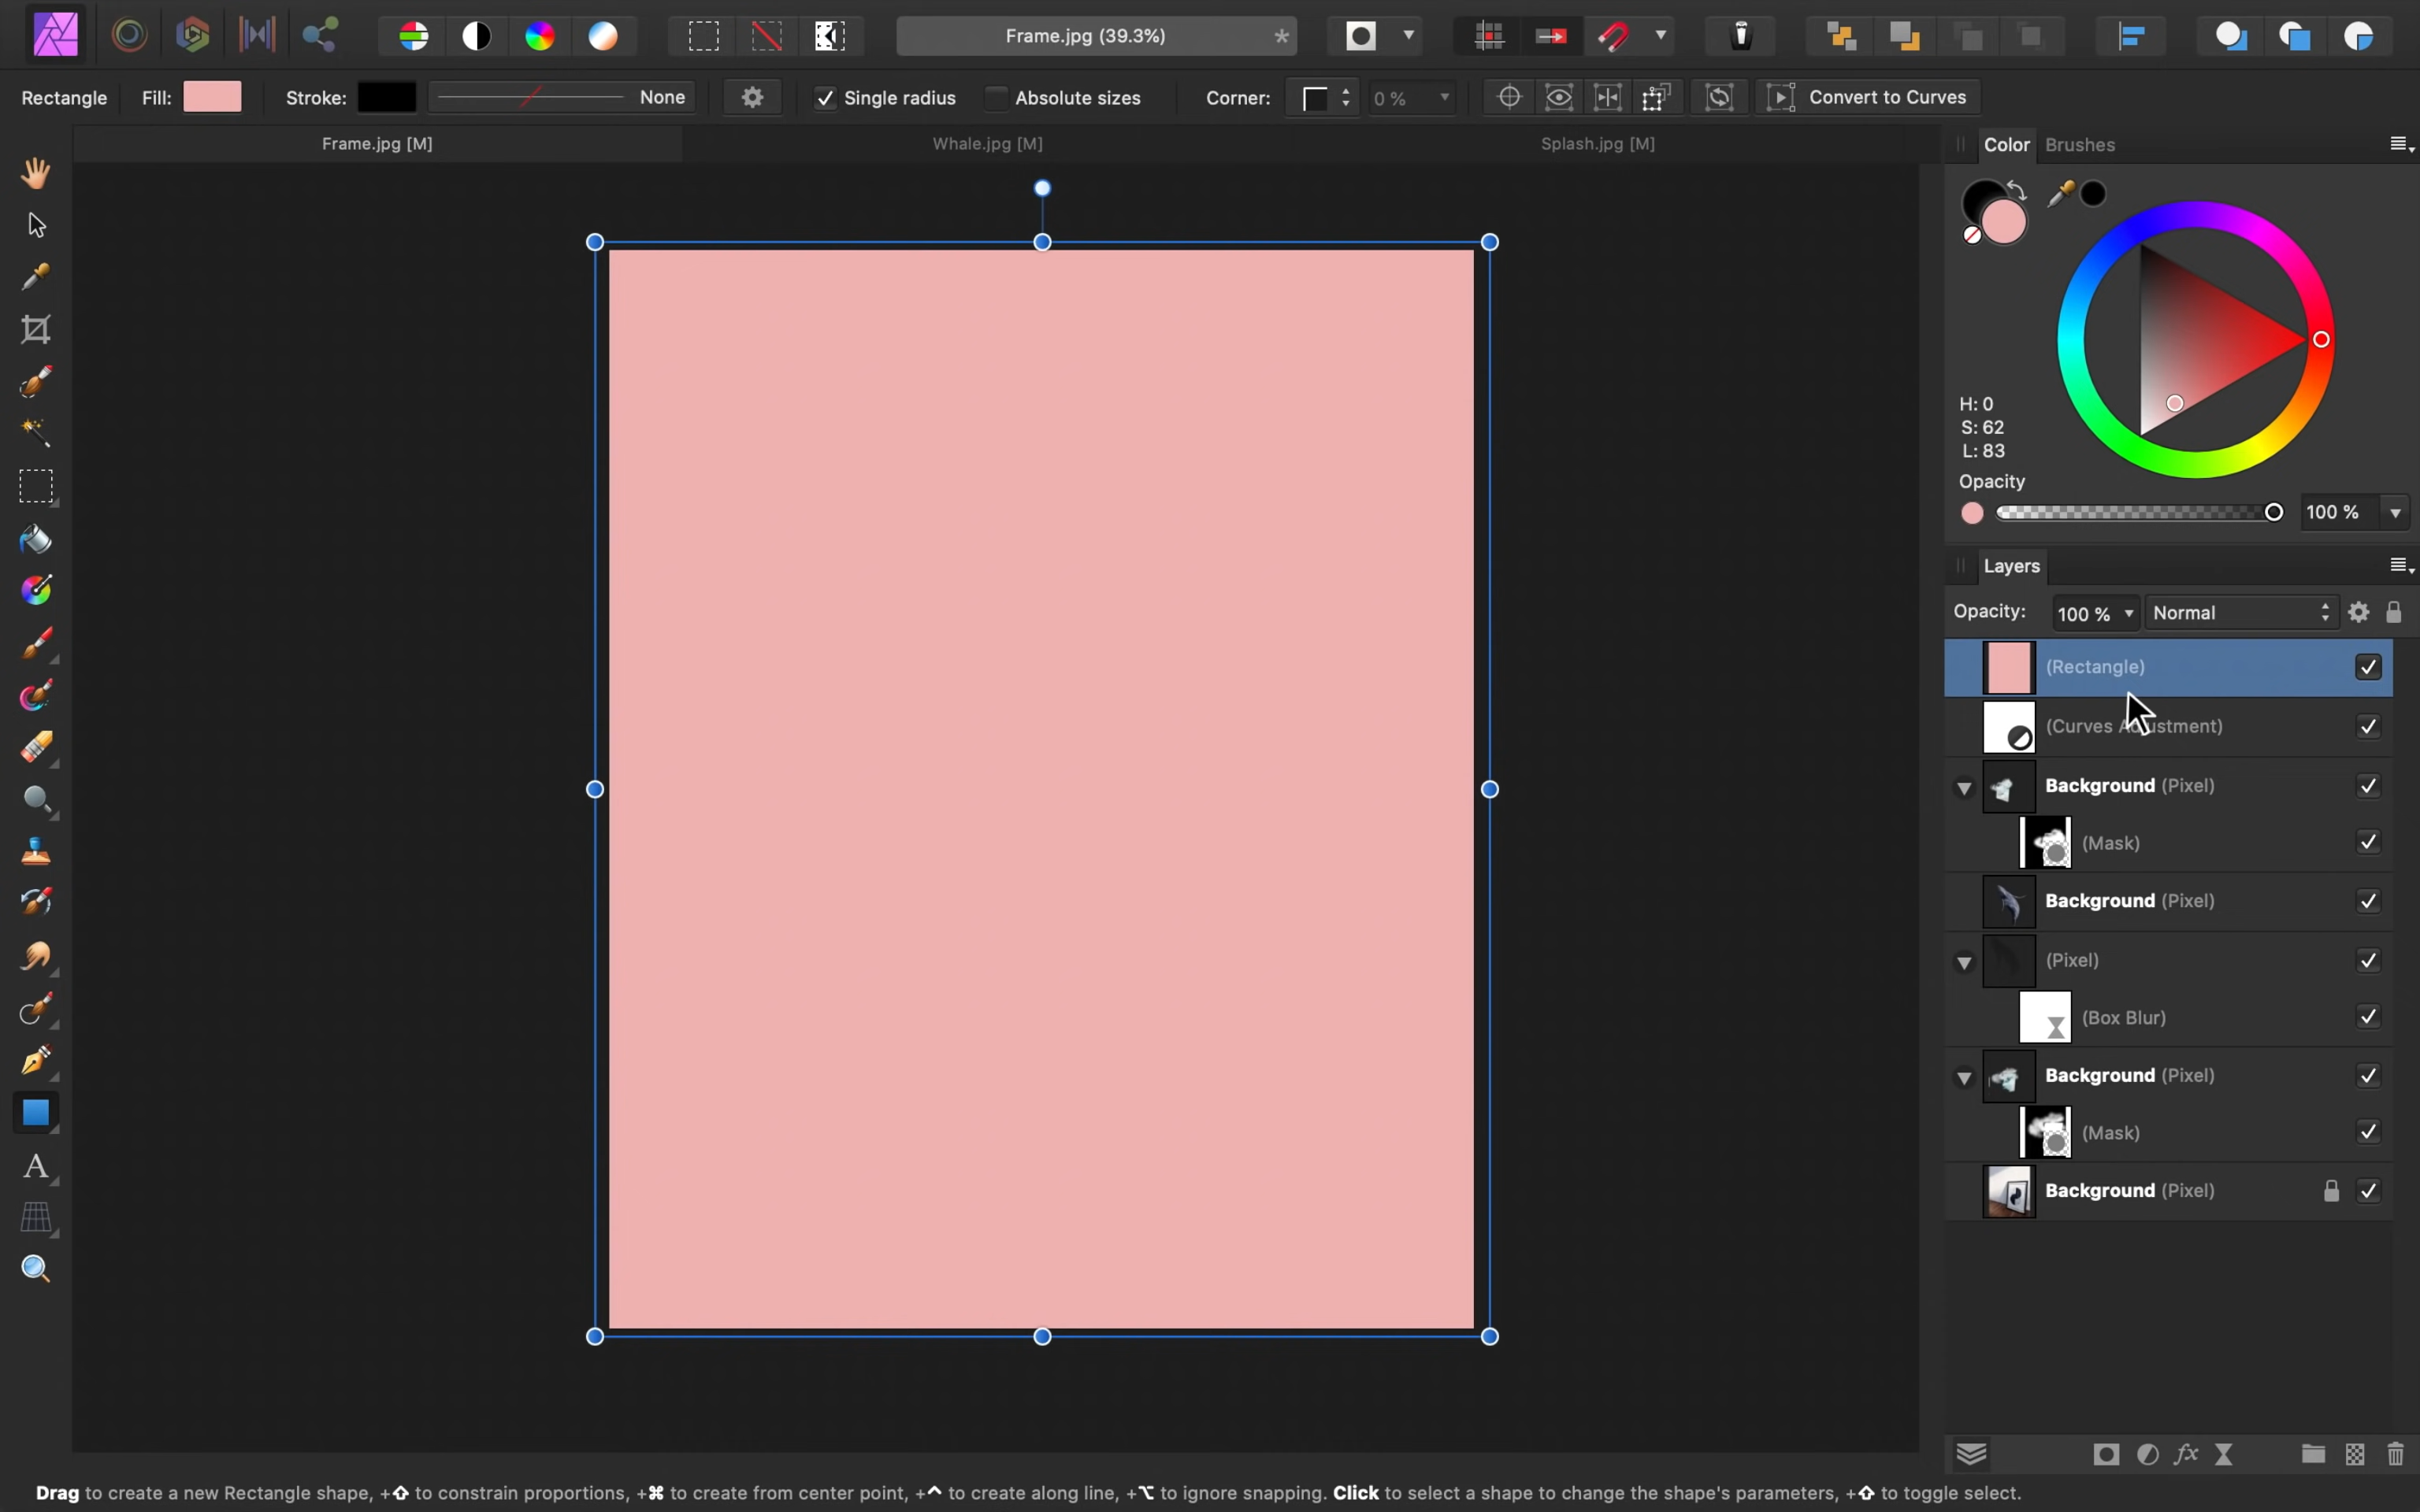 Frame.jpg (39.3%)
*
Rectangle Fill: Stroke: None Single radius Absolute sizes Corner: 0 % Convert to Curves
Frame.jpg [M] Whale.jpg [M] Splash.jpg [M]
Color Brushes
H: 0
S: 62
L: 83
Opacity
100 %
Layers
Opacity: 100 % Normal
(Rectangle)
(Curves Adjustment)
Background (Pixel)
(Mask)
Background (Pixel)
(Pixel)
(Box Blur)
Background (Pixel)
(Mask)
Background (Pixel)
A
fx
Drag to create a new Rectangle shape, +⇧ to constrain proportions, +⌘ to create from center point, +^ to create along line, +⌥ to ignore snapping. Click to select a shape to change the shape's parameters, +⇧ to toggle select.